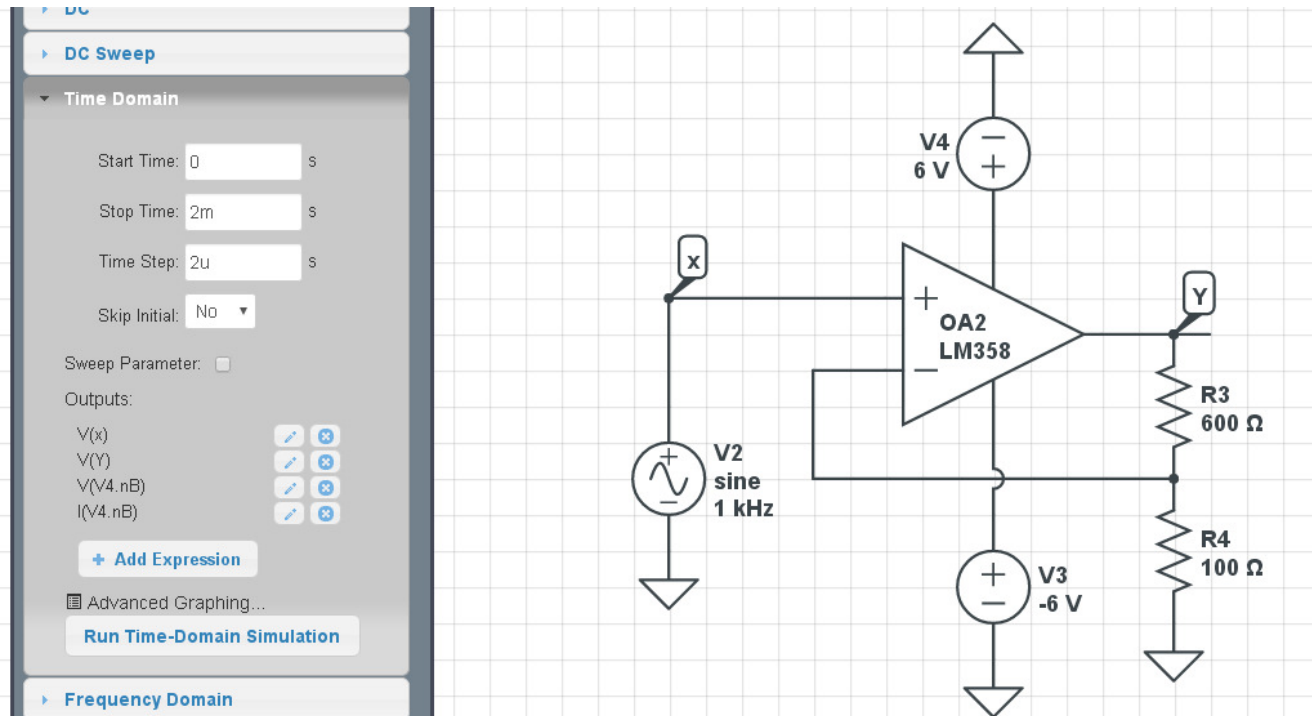 DC
DC Sweep
Time Domain
Start Time: 0 s
Stop Time: 2m s
Time Step: 2u s
Skip Initial: No
Sweep Parameter:
Outputs:
V(x)
V(Y)
V(V4.nB)
I(V4.nB)
+ Add Expression
Advanced Graphing...
Run Time-Domain Simulation
Frequency Domain
V4
6 V
x
Y
OA2
LM358
R3
600 Ω
V2
sine
1 kHz
R4
100 Ω
V3
-6 V